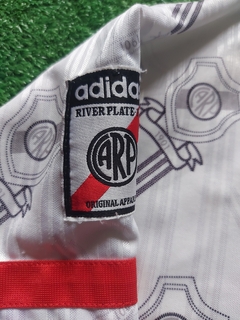 adidas
RIVER PLATE
CARP
ORIGINAL APPAREL